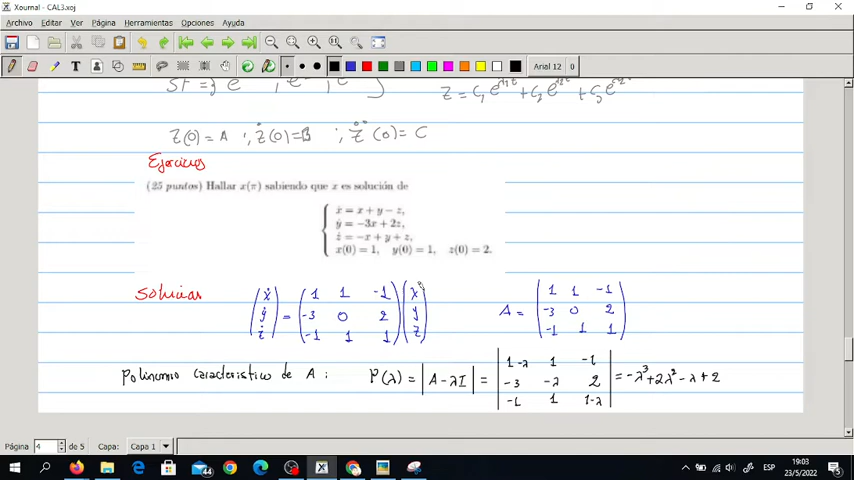 Xournal - CAL3.xoj
Archivo Editar Ver Página Herramientas Opciones Ayuda
Arial 12 0
Z = C₁e + C₂e + C₃e
Z(0) = A ; ż(0)=B ; z̈(0) = C
Ejercicios
(25 puntos) Hallar x(π) sabiendo que x es solución de
ẋ = x + y − z,
ẏ = −3x + 2z,
ż = −x + y + z,
x(0) = 1, y(0) = 1, z(0) = 2.
Solución
(ẋ ẏ ż) = (1 1 -1; -3 0 2; -1 1 1)(x y z) A = (1 1 -1; -3 0 2; -1 1 1)
Polinomio característico de A : P(λ) = |A-λI| = |1-λ 1 -1; -3 -λ 2; -1 1 1-λ| = -λ³+2λ²-λ+2
Página 4 de 5 Capa: Capa 1
44 ESP 19:03
23/5/2022